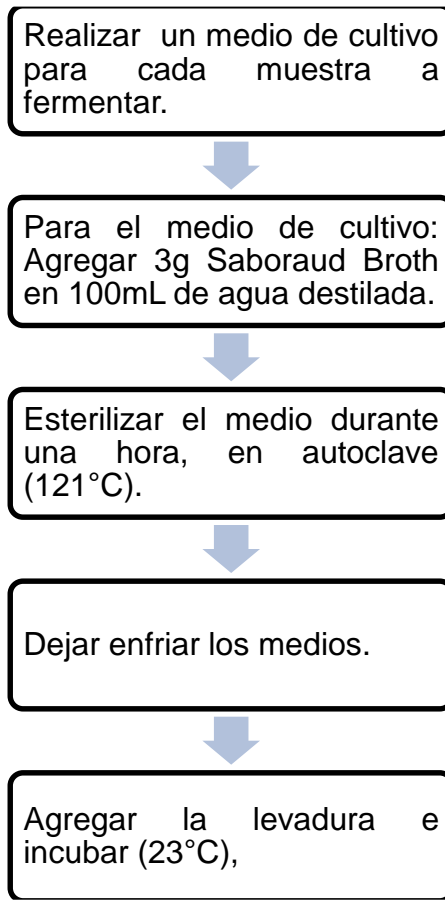 Realizar un medio de cultivo
para cada muestra a
fermentar.
Para el medio de cultivo:
Agregar 3g Saboraud Broth
en 100mL de agua destilada.
Esterilizar el medio durante
una hora, en autoclave
(121°C).
Dejar enfriar los medios.
Agregar la levadura e
incubar (23°C),